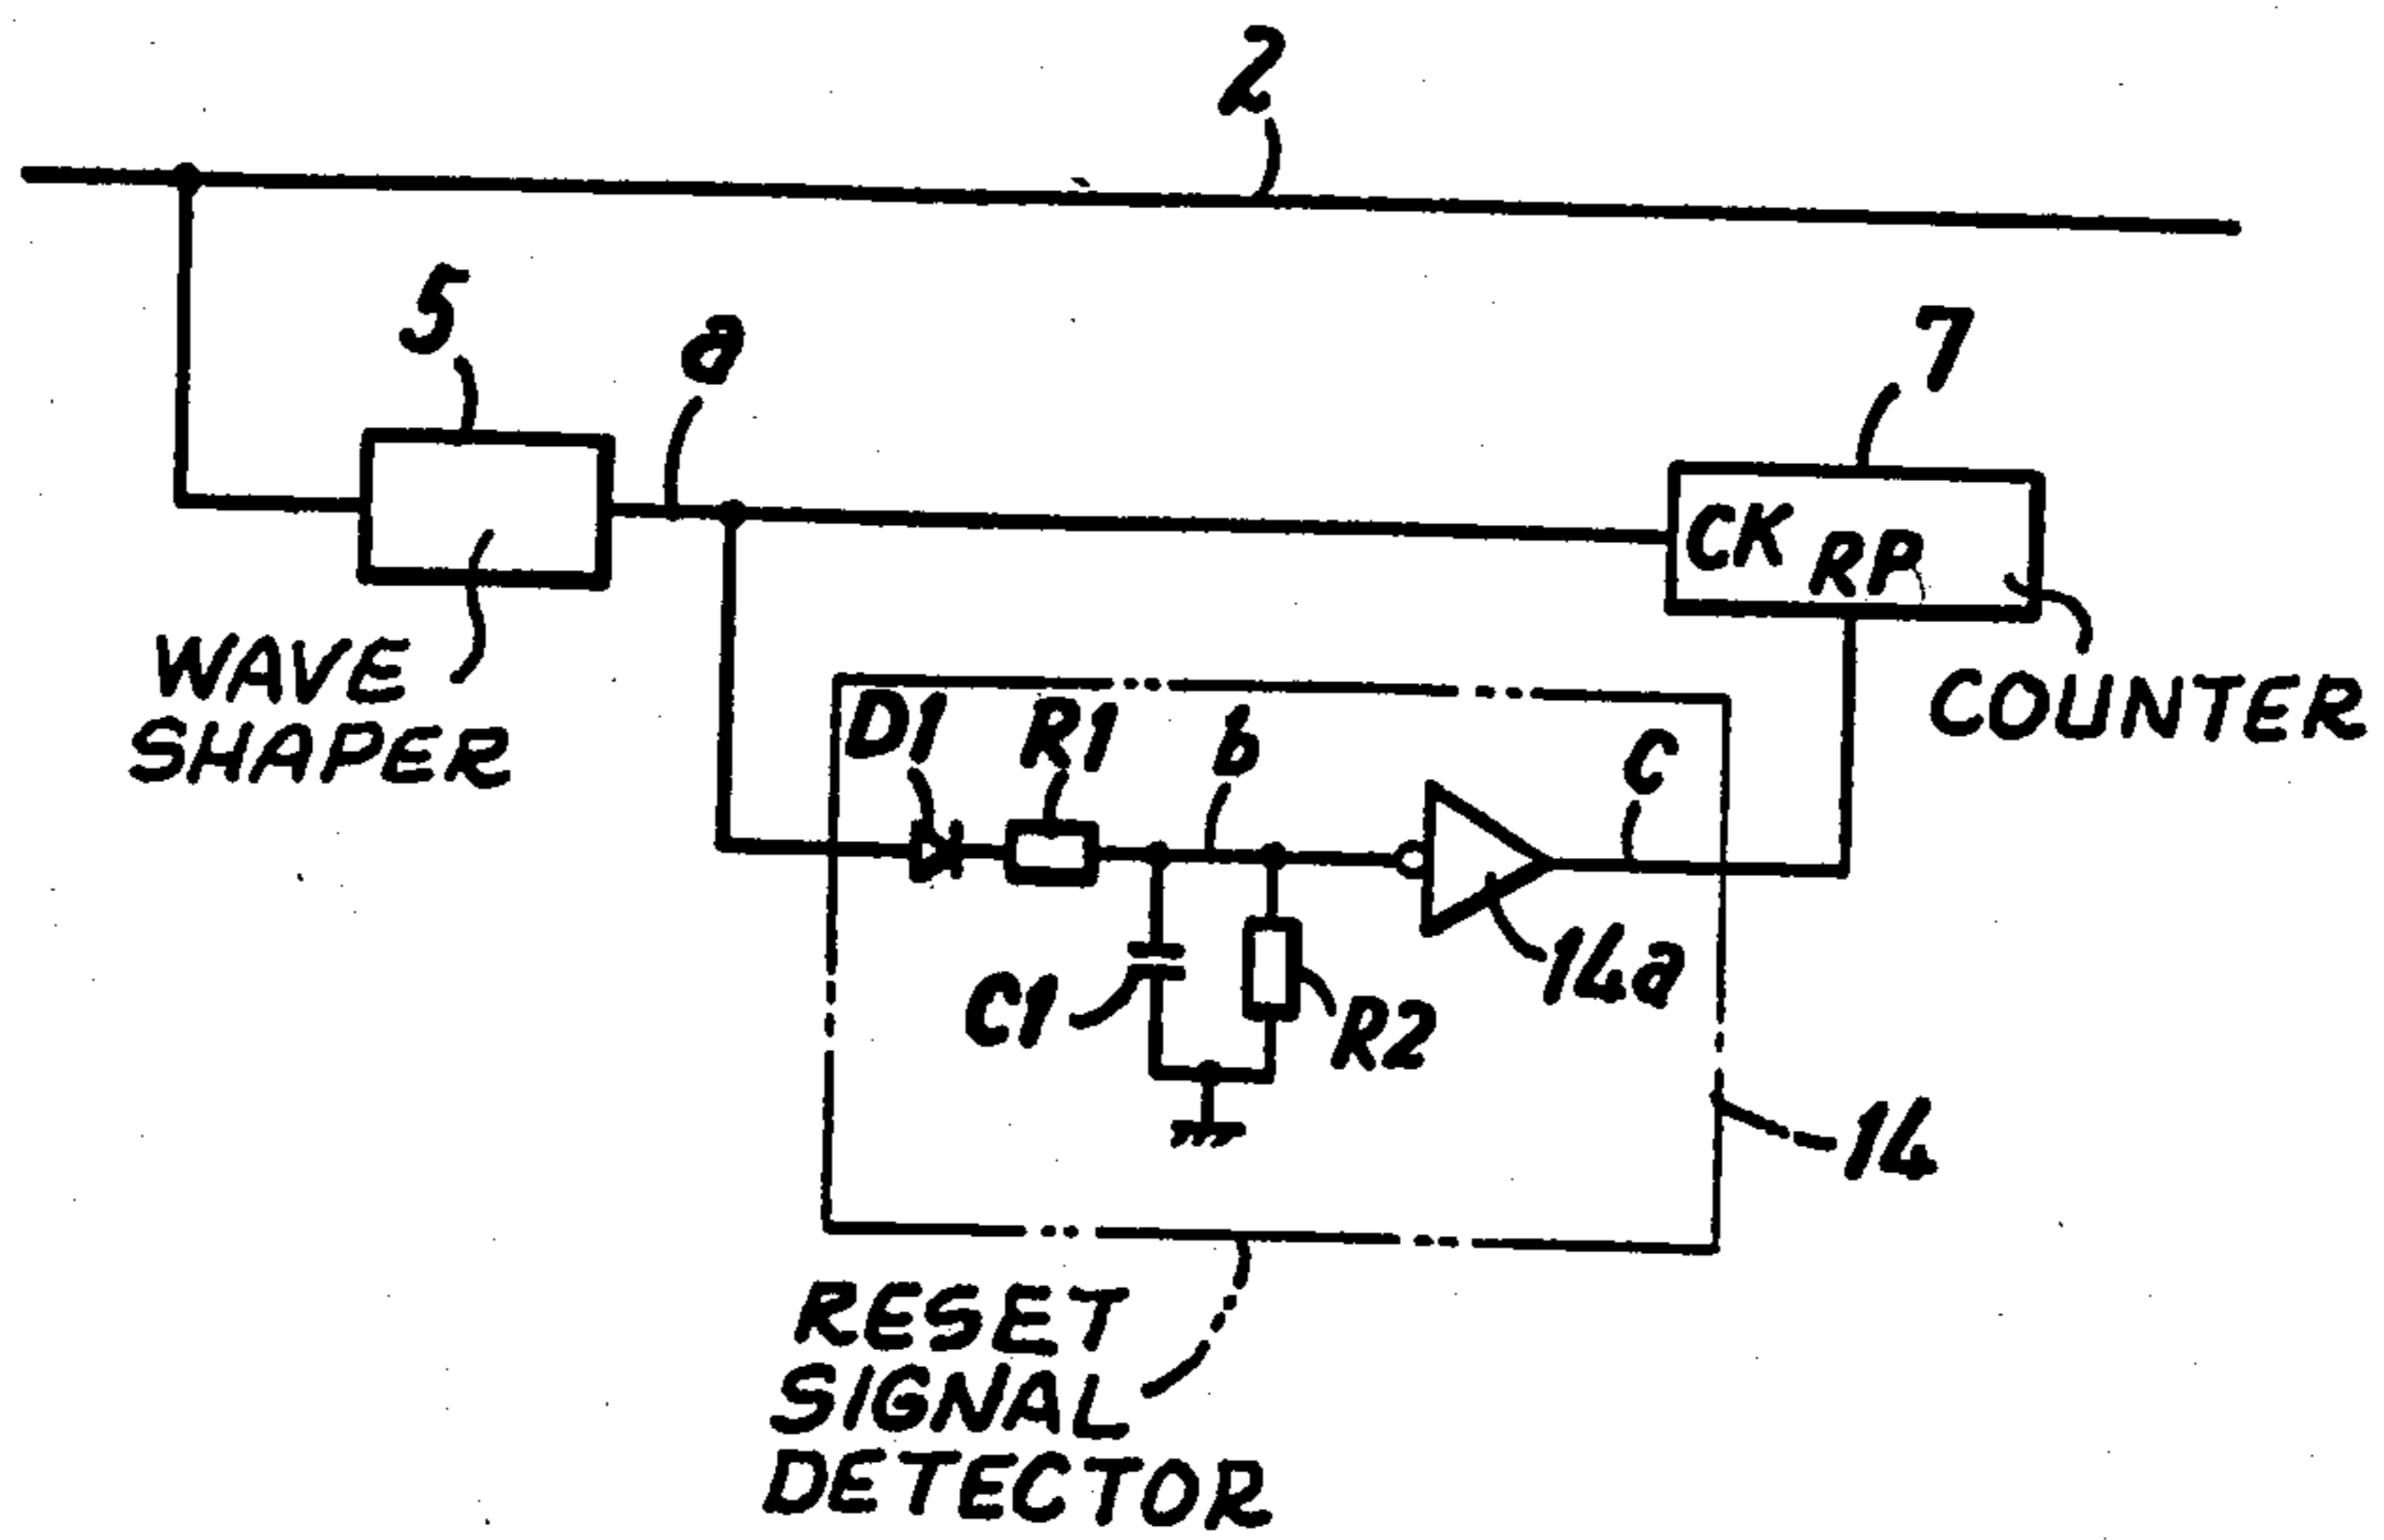 2
5
a
7
CK RP
WAVE
SHAPER
COUNTER
D1 R1 b C
14a
C1
R2
14
RESET
SIGNAL
DETECTOR